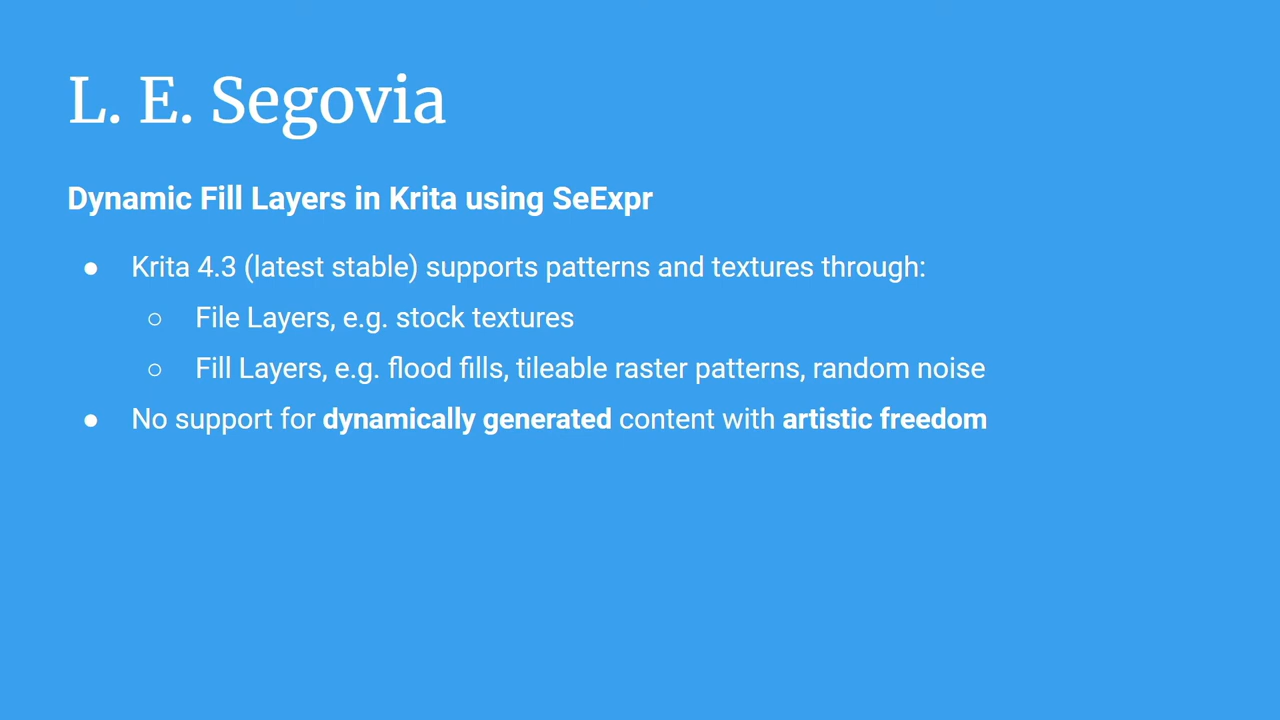 L. E. Segovia
Dynamic Fill Layers in Krita using SeExpr
● Krita 4.3 (latest stable) supports patterns and textures through:
○ File Layers, e.g. stock textures
○ Fill Layers, e.g. flood fills, tileable raster patterns, random noise
● No support for dynamically generated content with artistic freedom